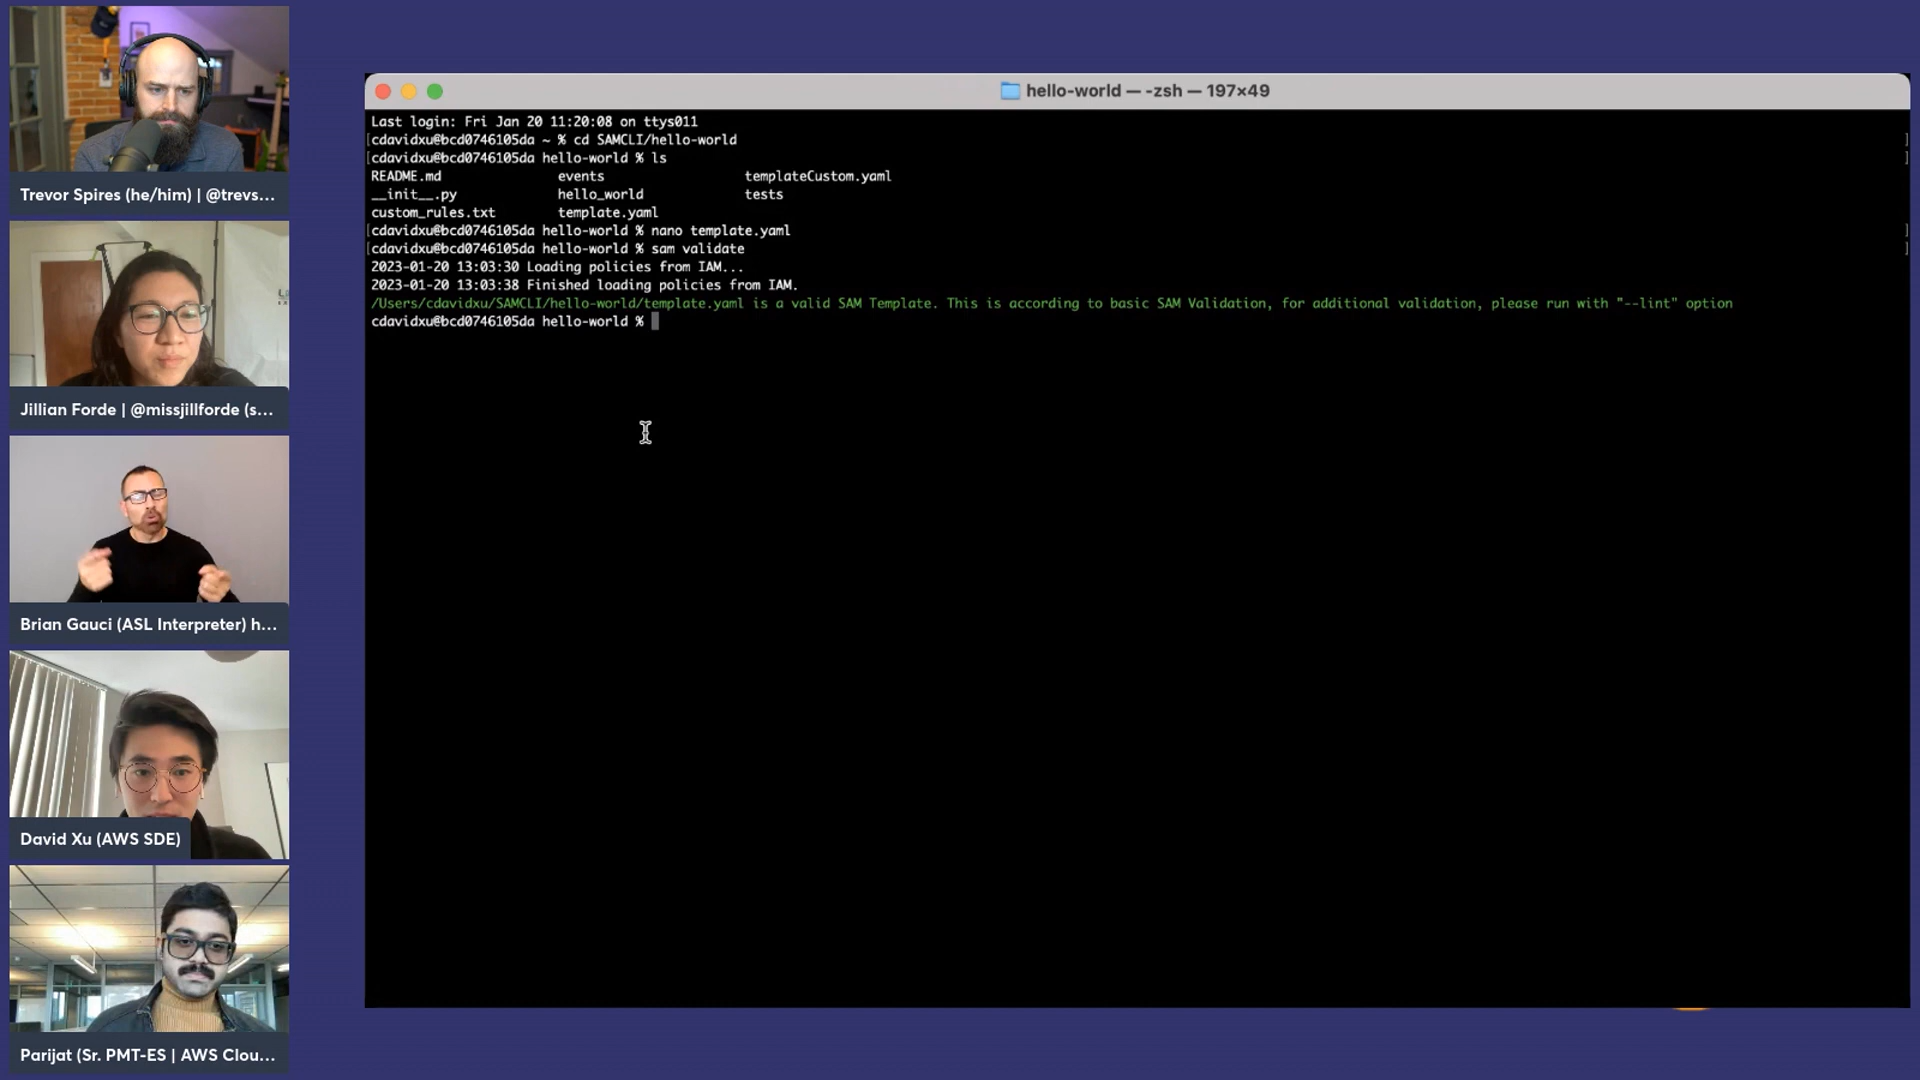 Trevor Spires (he/him) | @trevs...
Jillian Forde | @missjillforde (s...
Brian Gauci (ASL Interpreter) h...
David Xu (AWS SDE)
Parijat (Sr. PMT-ES | AWS Clou...
hello-world — -zsh — 197×49
Last login: Fri Jan 20 11:20:08 on ttys011
[cdavidxu@bcd0746105da ~ % cd SAMCLI/hello-world ]
[cdavidxu@bcd0746105da hello-world % ls ]
README.md events templateCustom.yaml
__init__.py hello_world tests
custom_rules.txt template.yaml
[cdavidxu@bcd0746105da hello-world % nano template.yaml ]
[cdavidxu@bcd0746105da hello-world % sam validate ]
2023-01-20 13:03:30 Loading policies from IAM...
2023-01-20 13:03:38 Finished loading policies from IAM.
/Users/cdavidxu/SAMCLI/hello-world/template.yaml is a valid SAM Template. This is according to basic SAM Validation, for additional validation, please run with "--lint" option
cdavidxu@bcd0746105da hello-world %